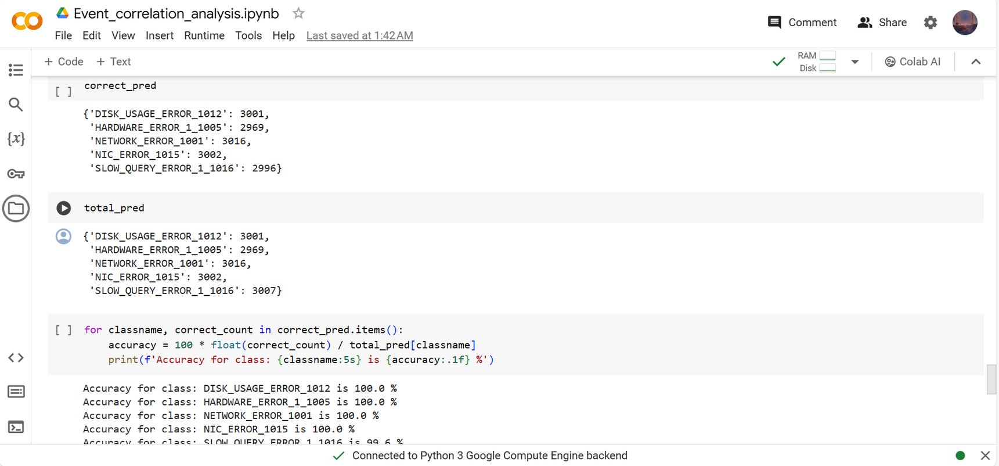 Event_correlation_analysis.ipynb
File Edit View Insert Runtime Tools Help Last saved at 1:42 AM
Comment Share
+ Code + Text
RAM
Disk
Colab AI
[ ] correct_pred
{'DISK_USAGE_ERROR_1012': 3001,
'HARDWARE_ERROR_1_1005': 2969,
'NETWORK_ERROR_1001': 3016,
'NIC_ERROR_1015': 3002,
'SLOW_QUERY_ERROR_1_1016': 2996}
total_pred
{'DISK_USAGE_ERROR_1012': 3001,
'HARDWARE_ERROR_1_1005': 2969,
'NETWORK_ERROR_1001': 3016,
'NIC_ERROR_1015': 3002,
'SLOW_QUERY_ERROR_1_1016': 3007}
[ ] for classname, correct_count in correct_pred.items():
accuracy = 100 * float(correct_count) / total_pred[classname]
print(f'Accuracy for class: {classname:5s} is {accuracy:.1f} %')
Accuracy for class: DISK_USAGE_ERROR_1012 is 100.0 %
Accuracy for class: HARDWARE_ERROR_1_1005 is 100.0 %
Accuracy for class: NETWORK_ERROR_1001 is 100.0 %
Accuracy for class: NIC_ERROR_1015 is 100.0 %
Accuracy for class: SLOW_QUERY_ERROR_1_1016 is 99.6 %
Connected to Python 3 Google Compute Engine backend